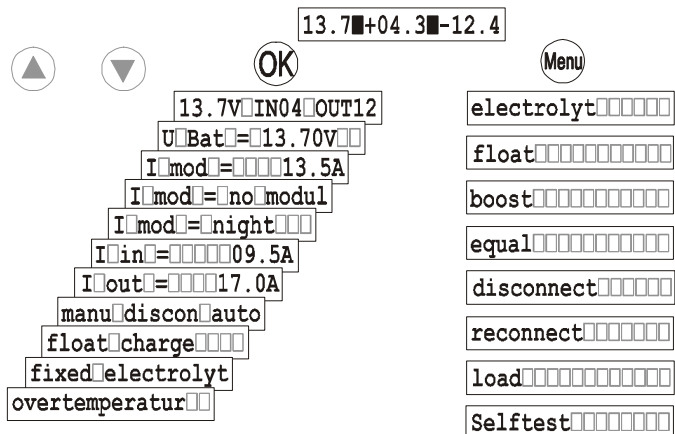 13.7■+04.3■-12.4
OK
Menu
13.7V□IN04□OUT12
U□Bat□=□13.70V□□
I□mod□=□□□□13.5A
I□mod□=□no□modul
I□mod□=□night□□□
I□in□=□□□□□09.5A
I□out□=□□□□17.0A
manu□discon□auto
float□charge□□□□
fixed□electrolyt
overtemperatur□□
electrolyt□□□□□□
float□□□□□□□□□□□
boost□□□□□□□□□□□
equal□□□□□□□□□□□
disconnect□□□□□□
reconnect□□□□□□□
load□□□□□□□□□□□□
Selftest□□□□□□□□